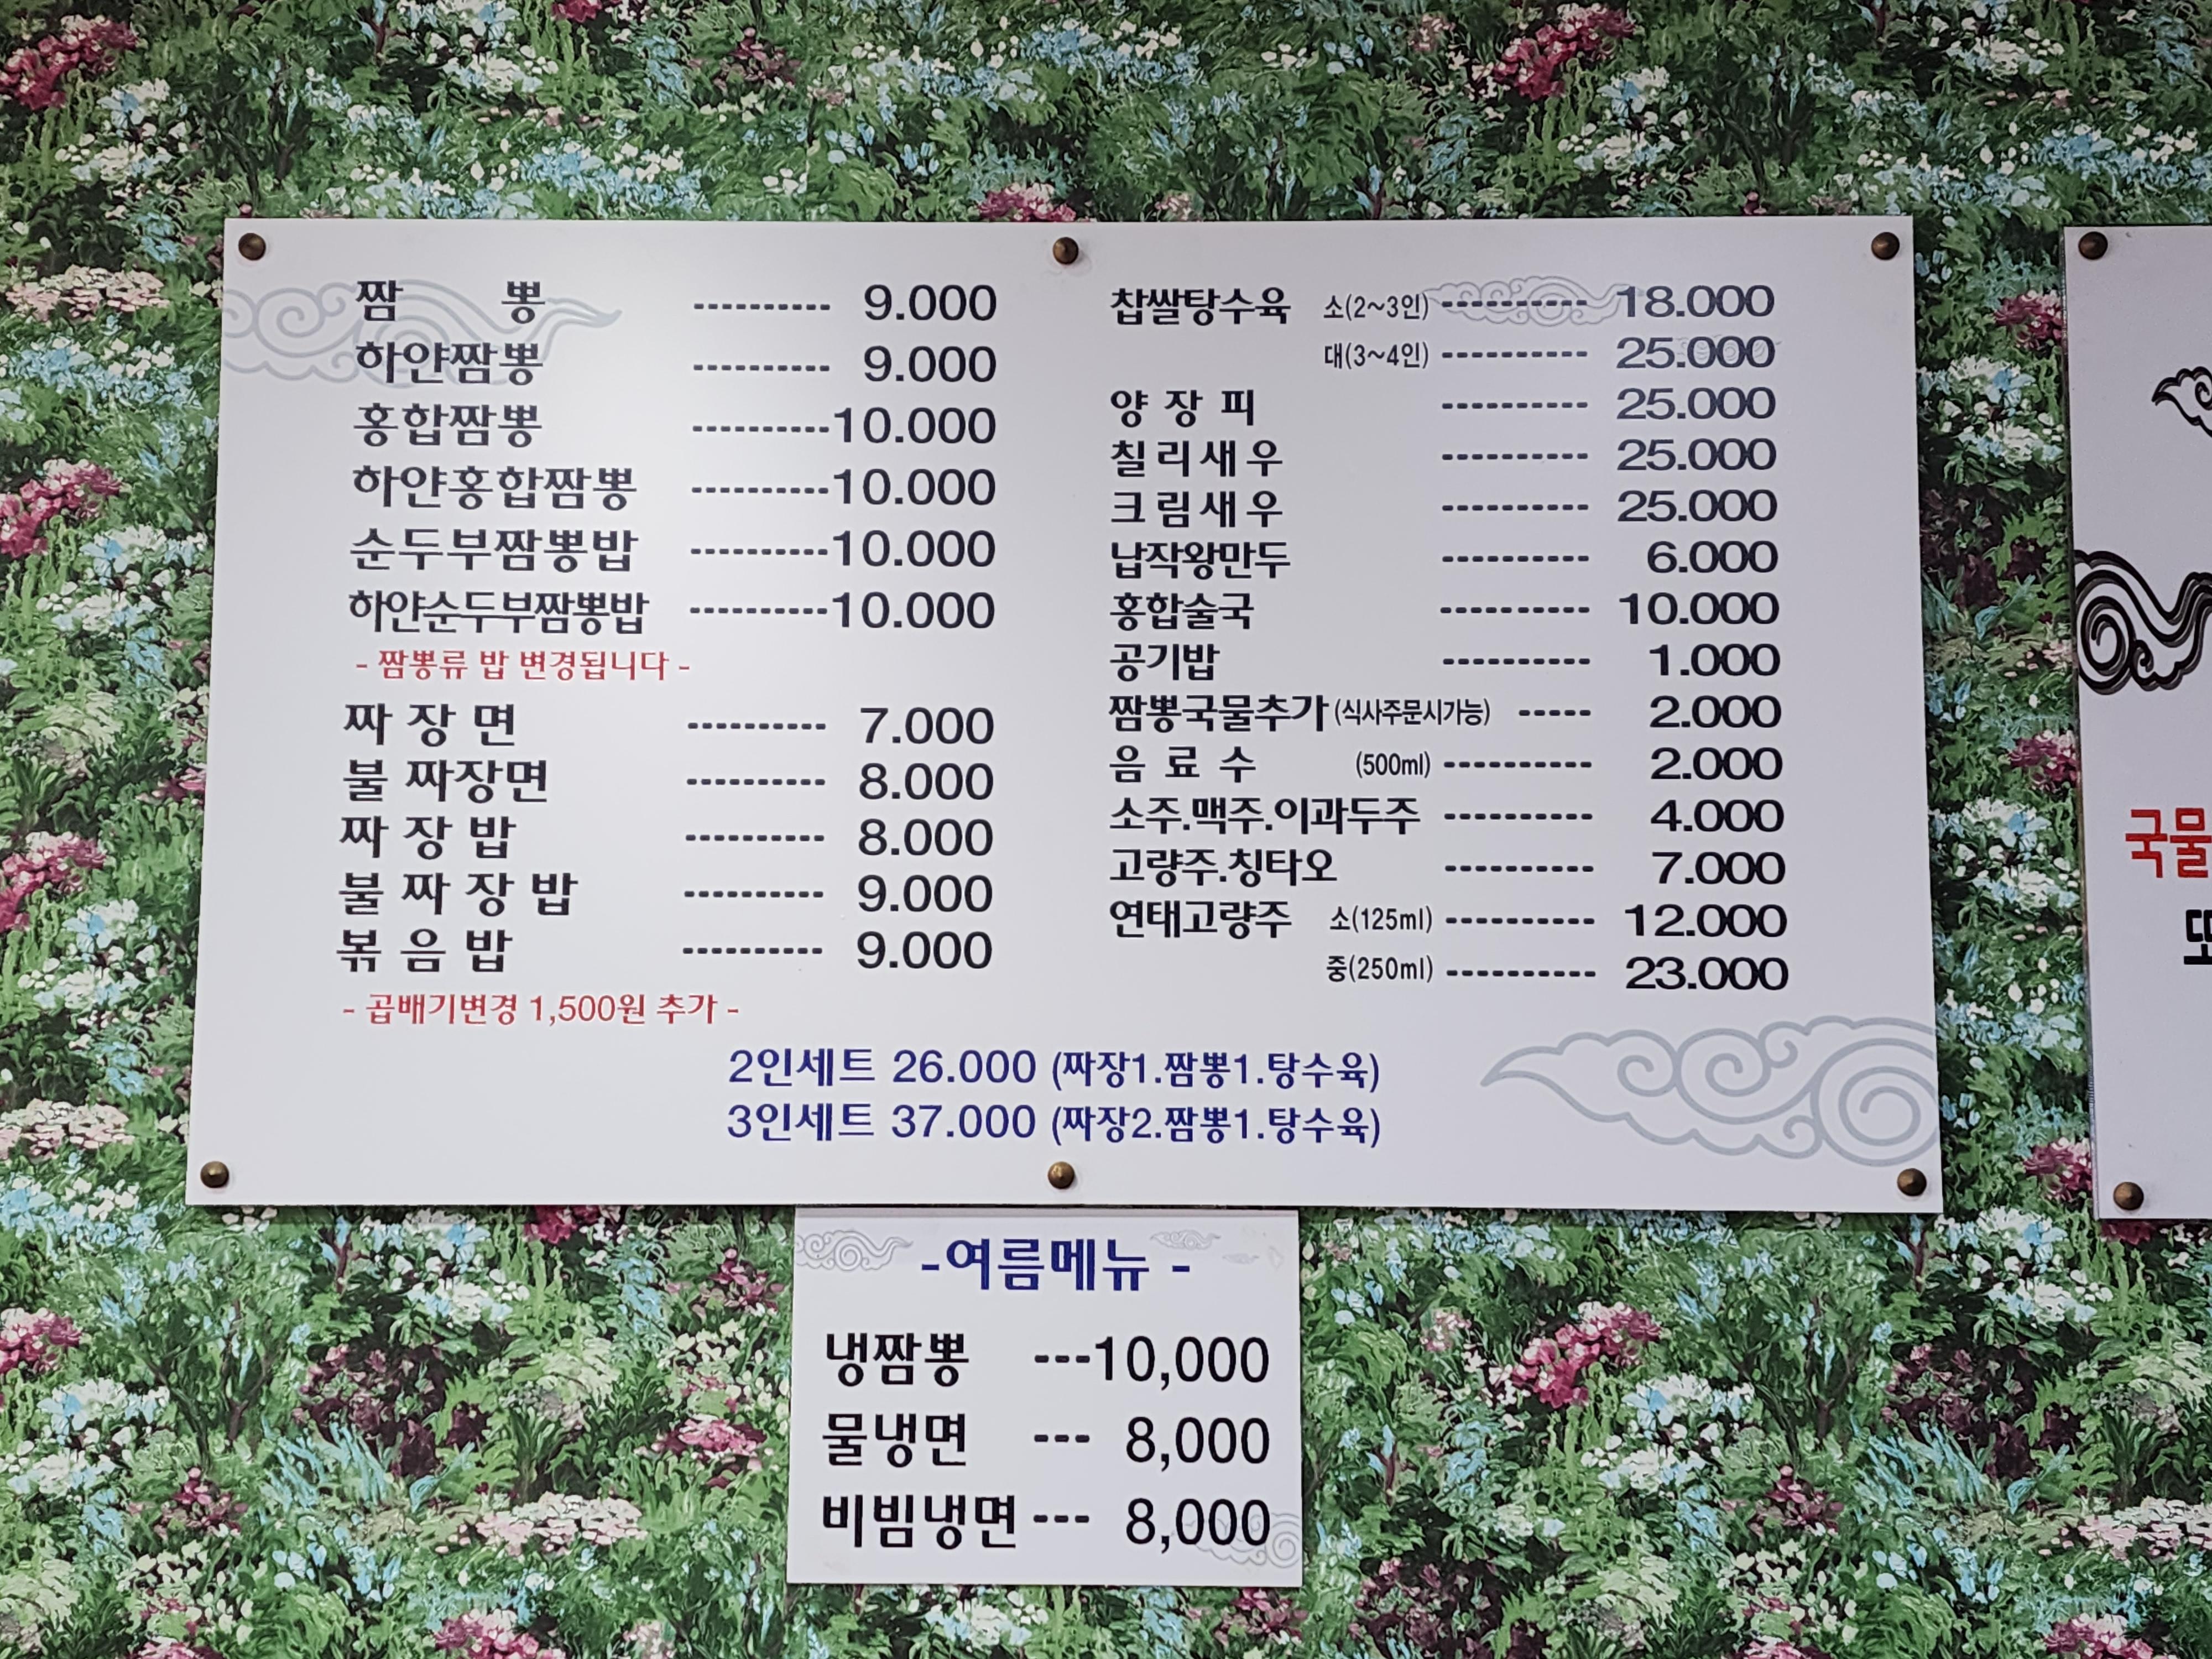 짬 뽕 ---------- 9.000
하얀짬뽕 ---------- 9.000
홍합짬뽕 ----------10.000
하얀홍합짬뽕 ----------10.000
순두부짬뽕밥 ----------10.000
하얀순두부짬뽕밥 ----------10.000
- 짬뽕류 밥 변경됩니다 -
짜 장 면 ---------- 7.000
불 짜장면 ---------- 8.000
짜 장 밥 ---------- 8.000
불 짜 장 밥 ---------- 9.000
볶 음 밥 ---------- 9.000
- 곱배기변경 1,500원 추가 -
찹쌀탕수육 소(2~3인) ---------- 18.000
대(3~4인) ---------- 25.000
양 장 피 ---------- 25.000
칠 리 새 우 ---------- 25.000
크 림 새 우 ---------- 25.000
납작왕만두 ---------- 6.000
홍합술국 ---------- 10.000
공기밥 ---------- 1.000
짬뽕국물추가 (식사주문시가능) ----- 2.000
음 료 수 (500ml) ---------- 2.000
소주.맥주.이과두주 ---------- 4.000
고량주.칭타오 ---------- 7.000
연태고량주 소(125ml) ---------- 12.000
중(250ml) ---------- 23.000
2인세트 26.000 (짜장1.짬뽕1.탕수육)
3인세트 37.000 (짜장2.짬뽕1.탕수육)
-여름메뉴 -
냉짬뽕 ---10,000
물냉면 --- 8,000
비빔냉면 --- 8,000
국물